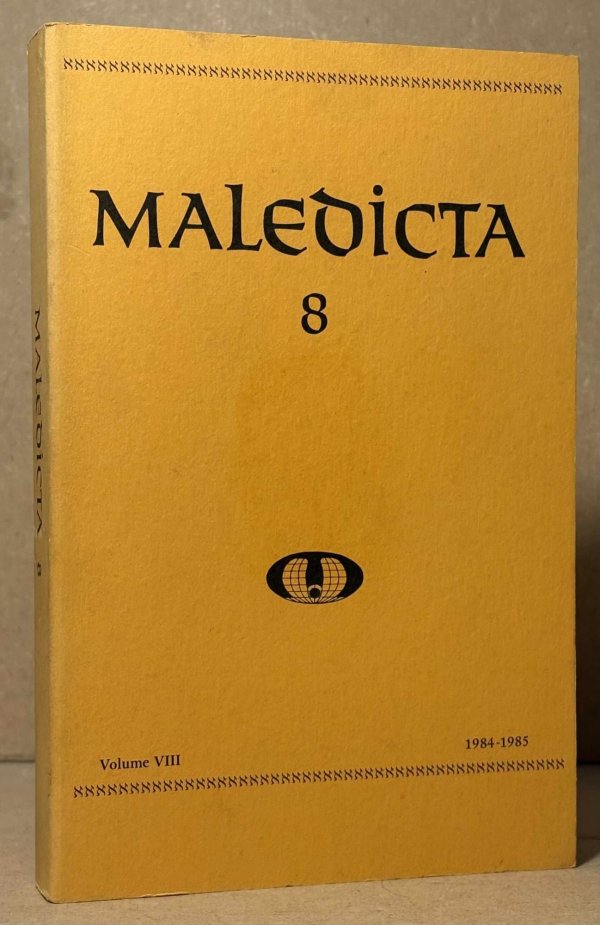 MALEDICTA
8
Volume VIII
1984-1985
MALEDICTA 8